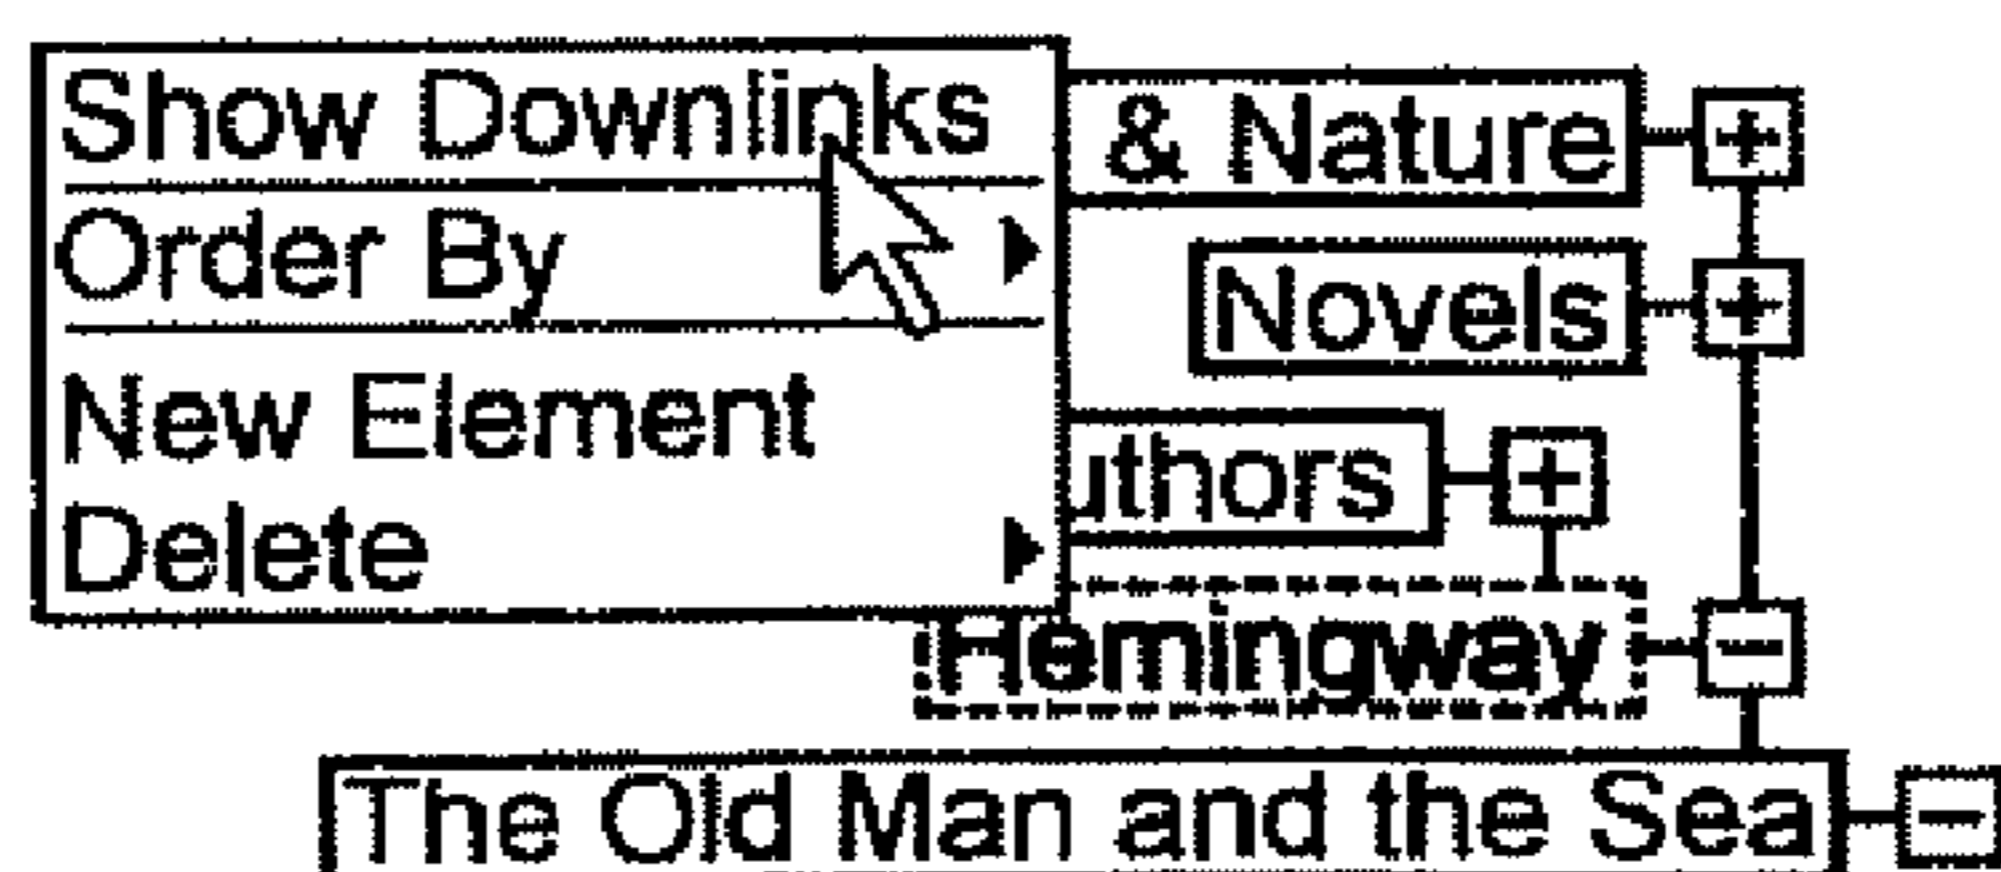 Show Downlinks
Order By
New Element
Delete
& Nature
Novels
uthors
Hemingway
The Old Man and the Sea